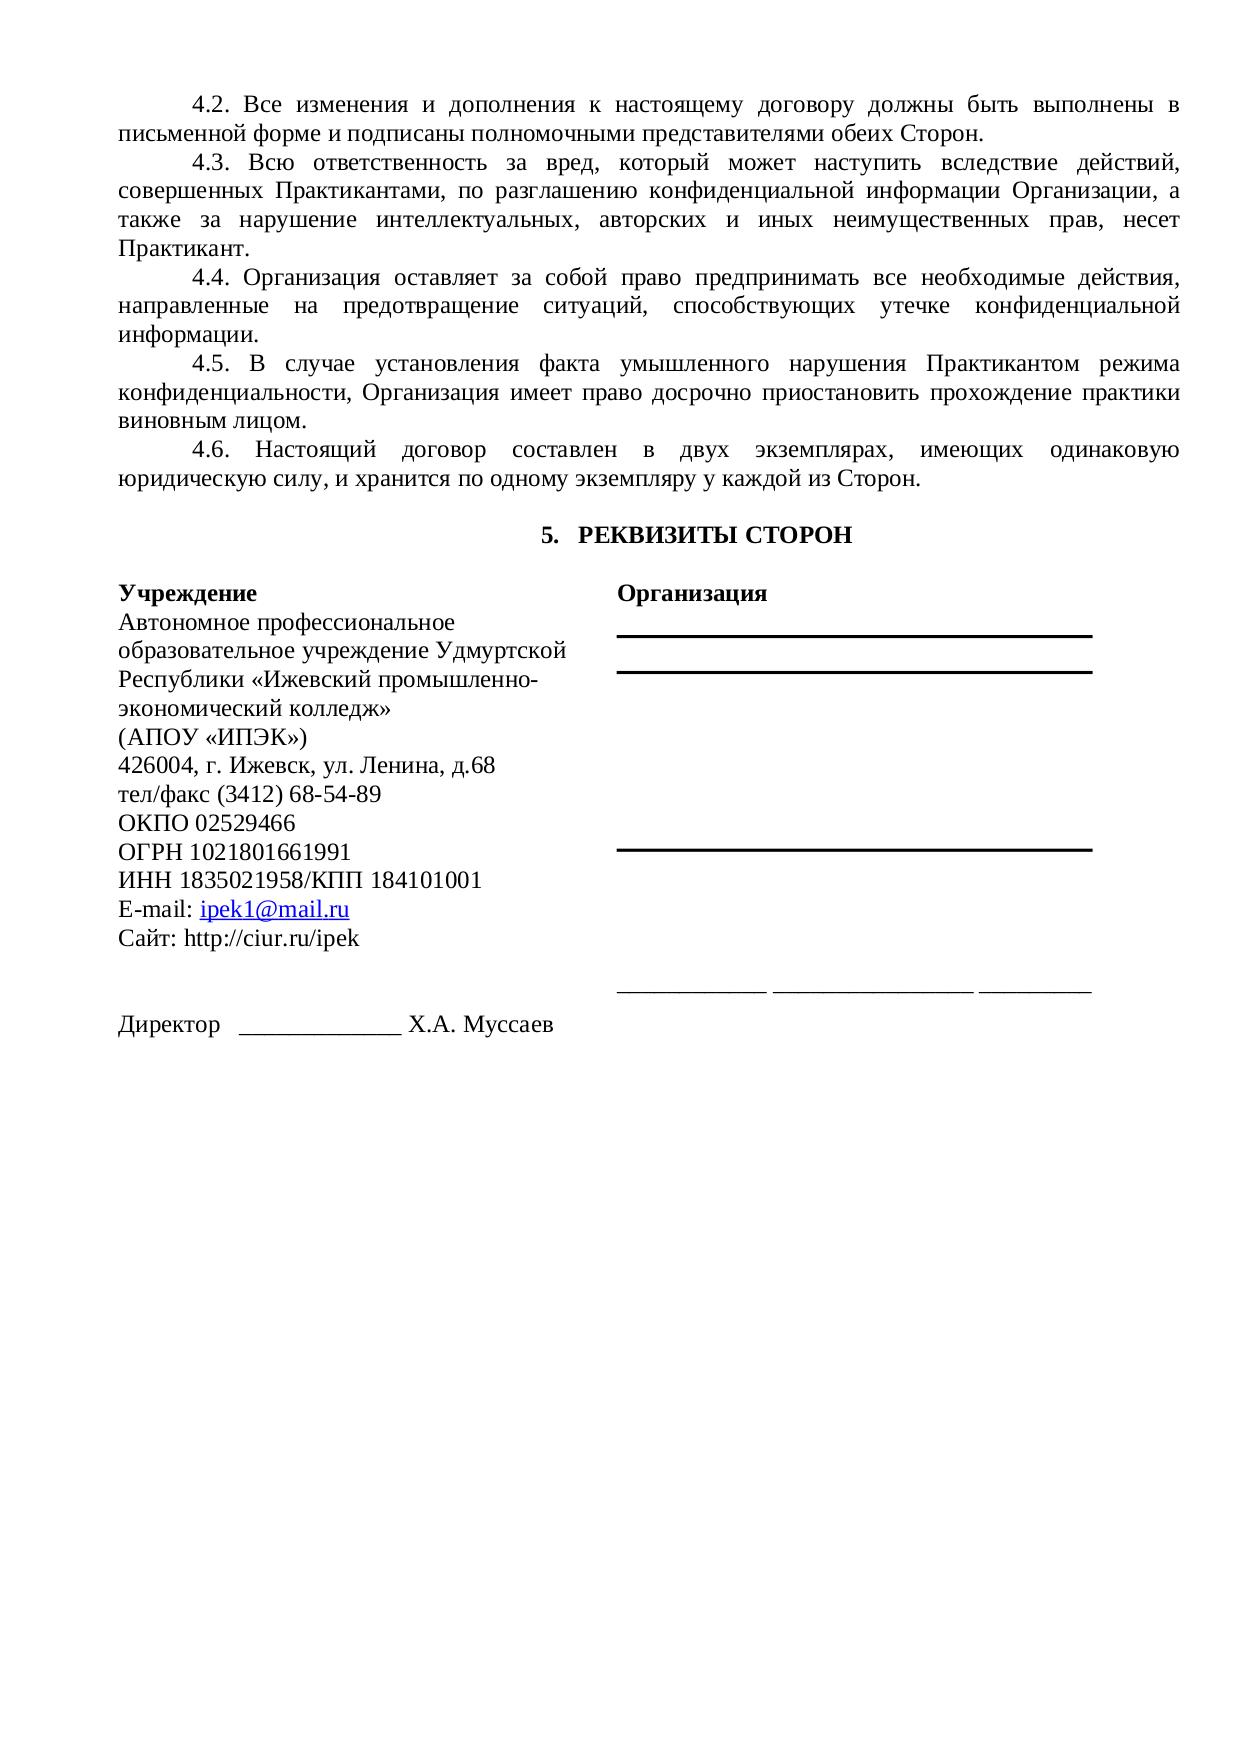 4.2. Все изменения и дополнения к настоящему договору должны быть выполнены в
письменной форме и подписаны полномочными представителями обеих Сторон.
4.3. Всю ответственность за вред, который может наступить вследствие действий,
совершенных Практикантами, по разглашению конфиденциальной информации Организации, а
также за нарушение интеллектуальных, авторских и иных неимущественных прав, несет
Практикант.
4.4. Организация оставляет за собой право предпринимать все необходимые действия,
направленные на предотвращение ситуаций, способствующих утечке конфиденциальной
информации.
4.5. В случае установления факта умышленного нарушения Практикантом режима
конфиденциальности, Организация имеет право досрочно приостановить прохождение практики
виновным лицом.
4.6. Настоящий договор составлен в двух экземплярах, имеющих одинаковую
юридическую силу, и хранится по одному экземпляру у каждой из Сторон.
5. РЕКВИЗИТЫ СТОРОН
Учреждение
Автономное профессиональное
образовательное учреждение Удмуртской
Республики «Ижевский промышленно-
экономический колледж»
(АПОУ «ИПЭК»)
426004, г. Ижевск, ул. Ленина, д.68
тел/факс (3412) 68-54-89
ОКПО 02529466
ОГРН 1021801661991
ИНН 1835021958/КПП 184101001
E-mail: ipek1@mail.ru
Сайт: http://ciur.ru/ipek
Директор _____________ Х.А. Муссаев
Организация
____________ ________________ _________